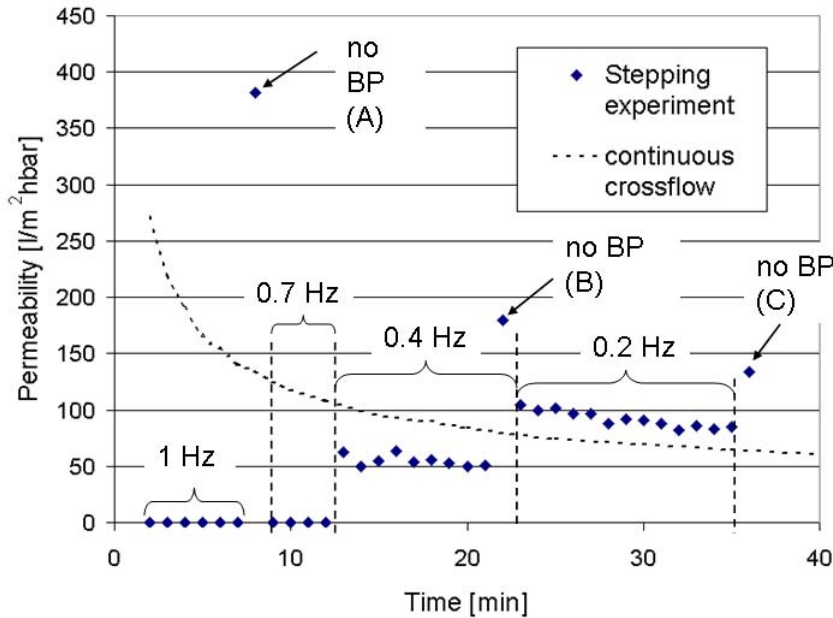 450
400
350
300
250
200
150
100
50
0
Permeability [l/m²hbar]
no
BP
(A)
Stepping
experiment
continuous
crossflow
no BP
(B)
no BP
(C)
0.7 Hz
0.4 Hz
0.2 Hz
1 Hz
0 10 20 30 40
Time [min]